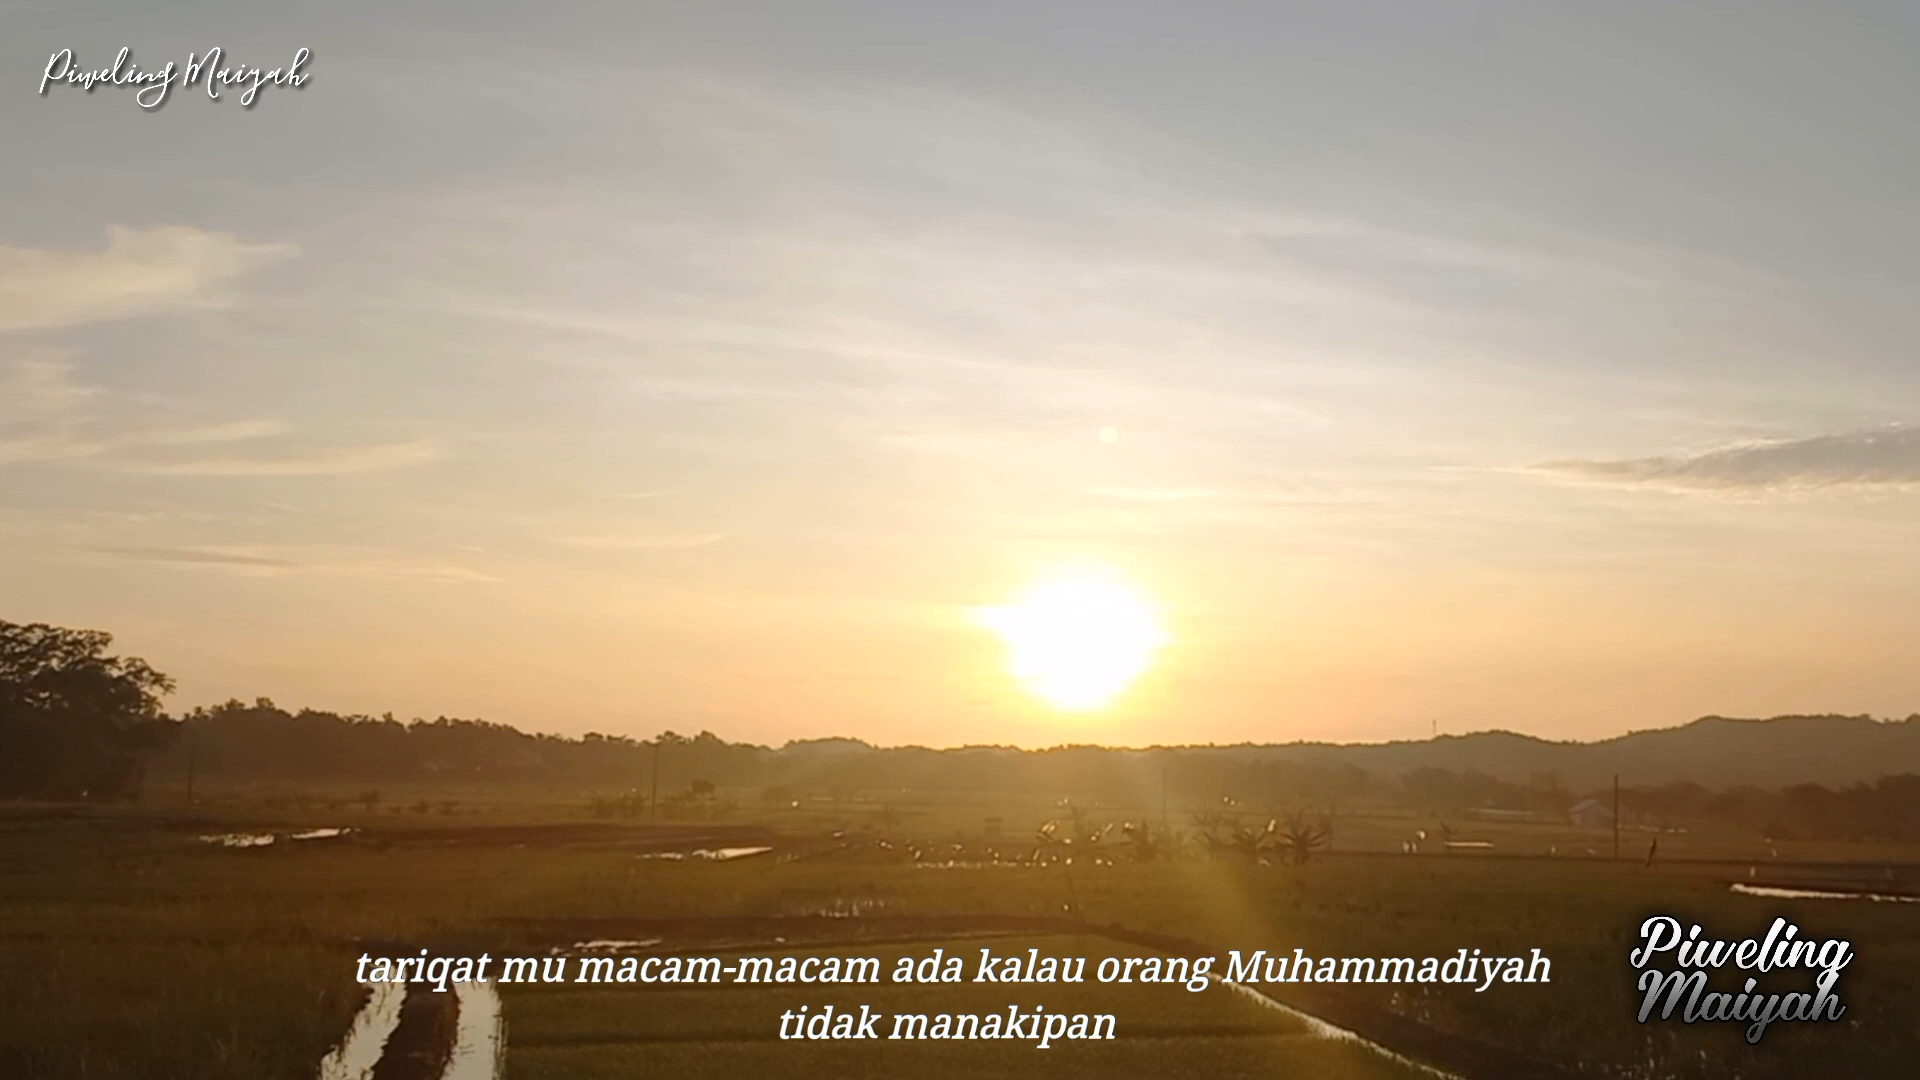 Piweling Maiyah
tariqat mu macam-macam ada kalau orang Muhammadiyah
tidak manakipan
Piweling
Maiyah